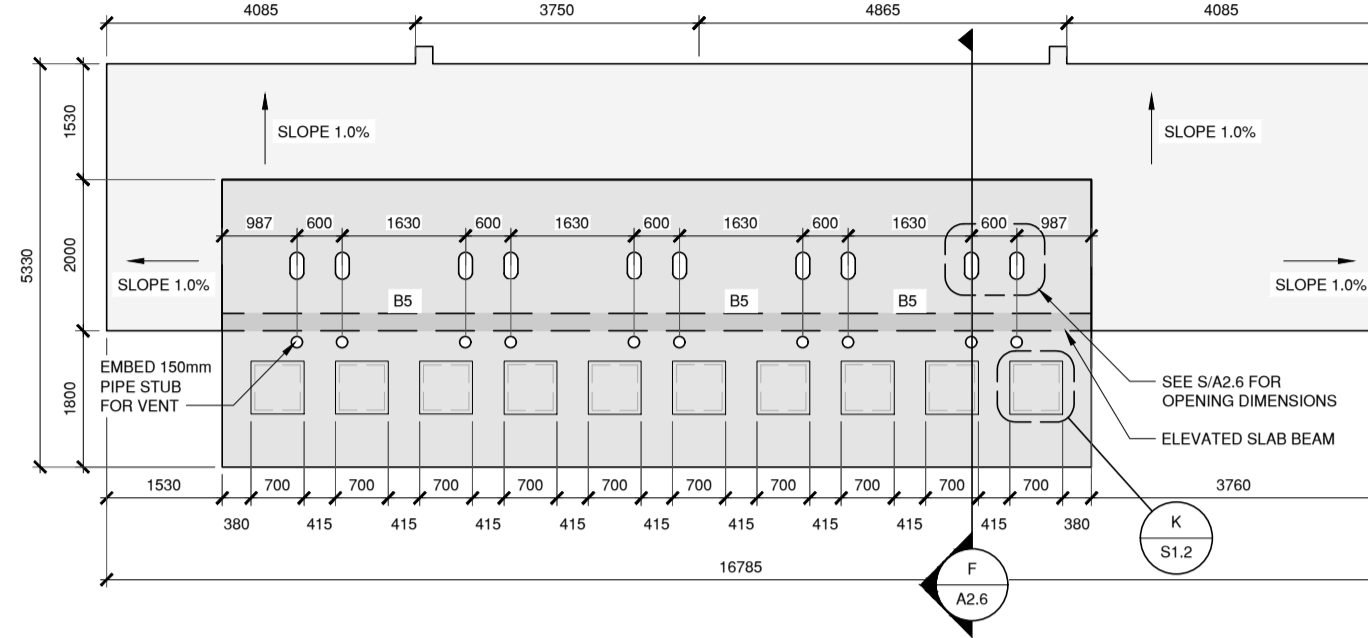 4085
3750
4865
4085
1530
SLOPE 1.0%
SLOPE 1.0%
987
600
1630
600
1630
600
1630
600
1630
600
987
5330
2000
SLOPE 1.0%
SLOPE 1.0%
B5
B5
B5
EMBED 150mm
PIPE STUB
FOR VENT
1800
SEE S/A2.6 FOR
OPENING DIMENSIONS
ELEVATED SLAB BEAM
1530
700
700
700
700
700
700
700
700
700
700
3760
380
415
415
415
415
415
415
415
415
415
380
K
S1.2
16785
F
A2.6